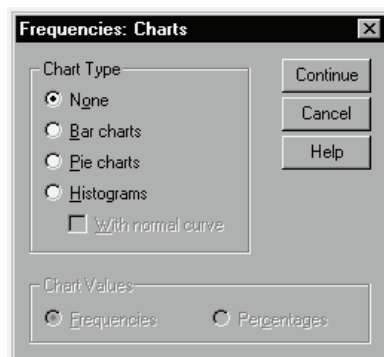 Frequencies: Charts
Chart Type
None
Bar charts
Pie charts
Histograms
With normal curve
Continue
Cancel
Help
Chart Values
Frequencies Percentages